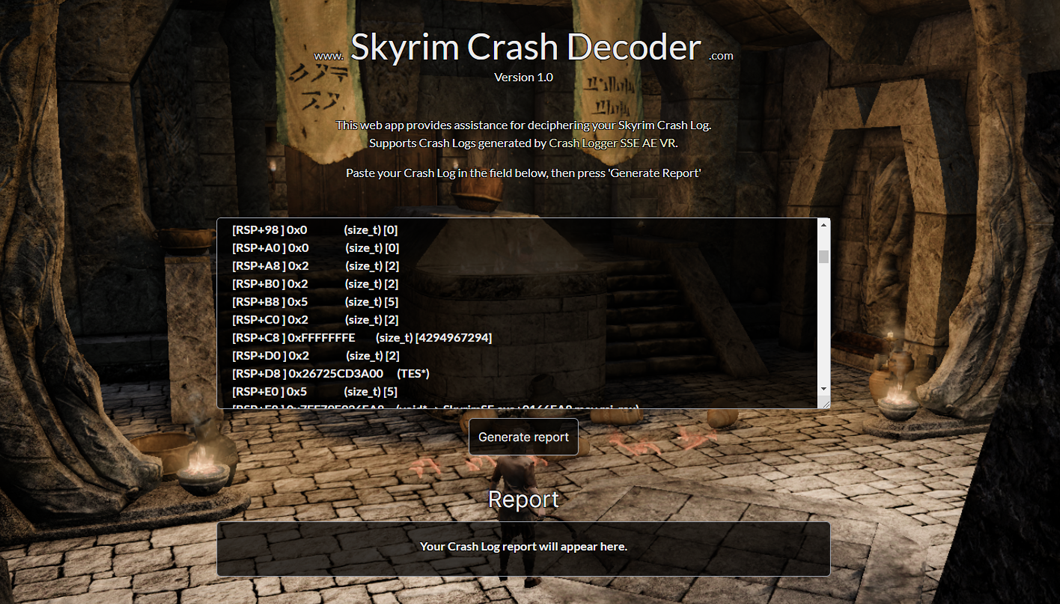 www. Skyrim Crash Decoder .com
Version 1.0
This web app provides assistance for deciphering your Skyrim Crash Log.
Supports Crash Logs generated by Crash Logger SSE AE VR.
Paste your Crash Log in the field below, then press 'Generate Report'
[RSP+98 ] 0x0 (size_t) [0]
[RSP+A0 ] 0x0 (size_t) [0]
[RSP+A8 ] 0x2 (size_t) [2]
[RSP+B0 ] 0x2 (size_t) [2]
[RSP+B8 ] 0x5 (size_t) [5]
[RSP+C0 ] 0x2 (size_t) [2]
[RSP+C8 ] 0xFFFFFFFE (size_t) [4294967294]
[RSP+D0 ] 0x2 (size_t) [2]
[RSP+D8 ] 0x26725CD3A00 (TES*)
[RSP+E0 ] 0x5 (size_t) [5]
Generate report
Report
Your Crash Log report will appear here.